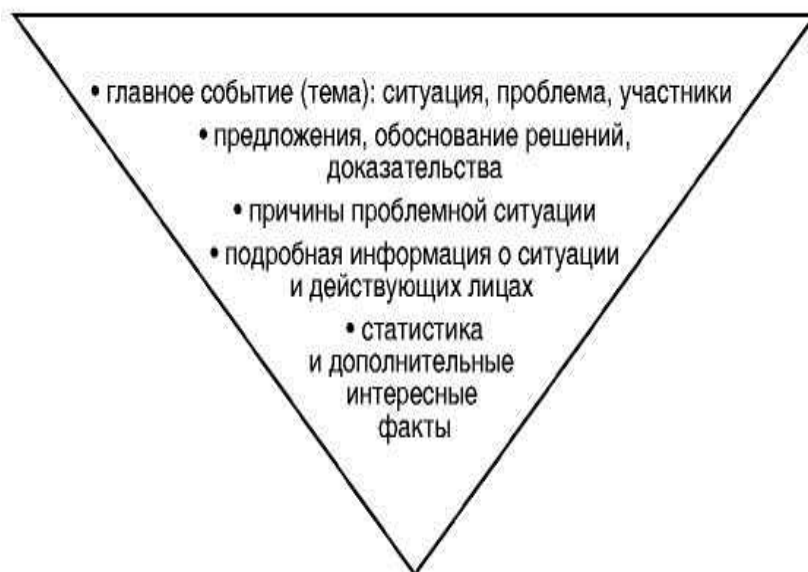 • главное событие (тема): ситуация, проблема, участники
• предложения, обоснование решений,
доказательства
• причины проблемной ситуации
• подробная информация о ситуации
и действующих лицах
• статистика
и дополнительные
интересные
факты